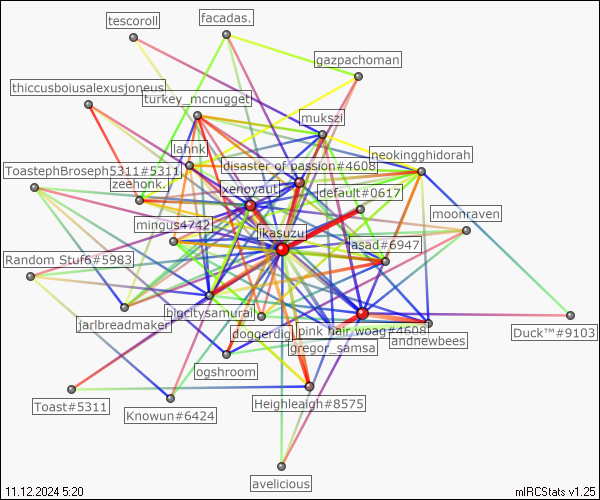 tescoroll
facadas.
gazpachoman
thiccusboiusalexusjoneus
turkey_mcnugget
mukszi
lahnk
neokingghidorah
ToastephBroseph5311#5311
disaster of passion#4608
zeehonk.
xenoyaut
default#0617
moonraven
mingus4742
ikasuzu
asad#6947
Random Stuf6#5983
jarlbreadmaker
bigcitysamurai
doggerdig
pink hair woag#4608
andnewbees
Duck™#9103
gregor_samsa
ogshroom
Toast#5311
Knowun#6424
Heighleaigh#8575
avelicious
11.12.2024 5:20
mIRCStats v1.25